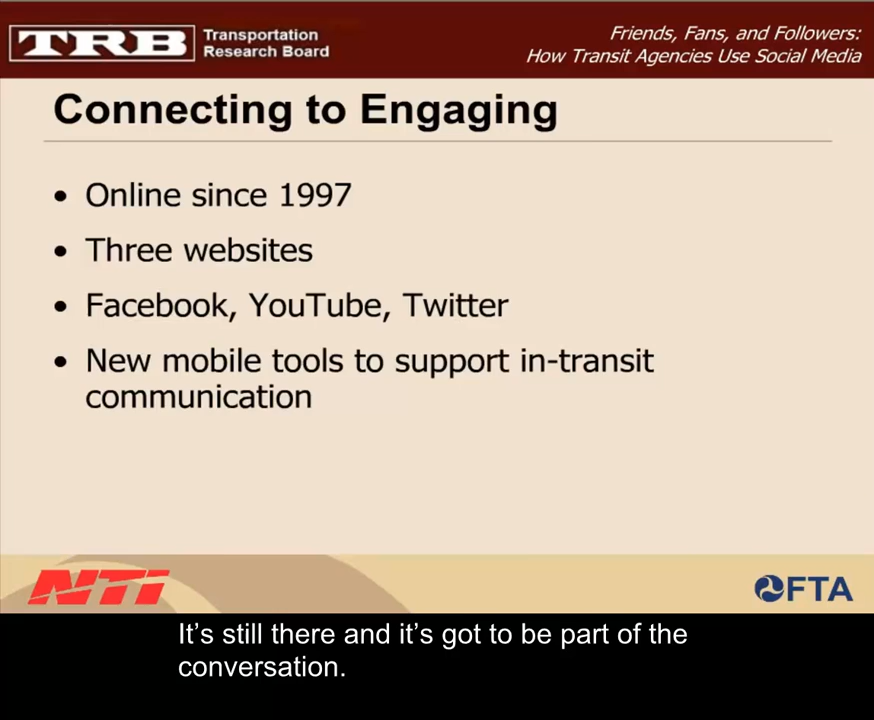 TRB Transportation
Research Board
Friends, Fans, and Followers:
How Transit Agencies Use Social Media
Connecting to Engaging
• Online since 1997
• Three websites
• Facebook, YouTube, Twitter
• New mobile tools to support in-transit
communication
NTI
FTA
It’s still there and it’s got to be part of the
conversation.